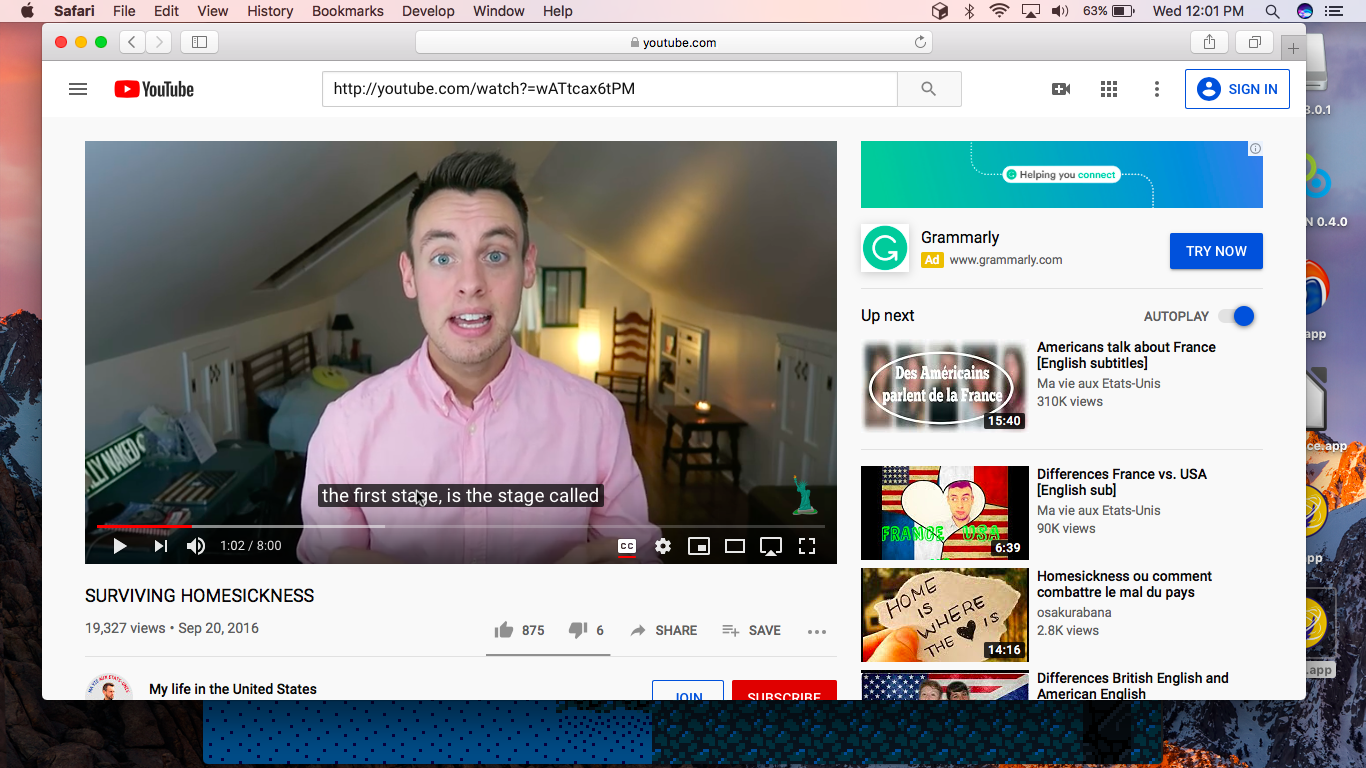 Safari File Edit View History Bookmarks Develop Window Help 63% Wed 12:01 PM
youtube.com
YouTube
http://youtube.com/watch?=wATtcax6tPM
SIGN IN
the first stage, is the stage called
1:02 / 8:00
CC
SURVIVING HOMESICKNESS
19,327 views • Sep 20, 2016
875 6 SHARE SAVE
My life in the United States
JOIN SUBSCRIBE
Helping you connect
Grammarly
Ad www.grammarly.com
TRY NOW
Up next AUTOPLAY
Des Américains
parlent de la France
15:40
Americans talk about France
[English subtitles]
Ma vie aux Etats-Unis
310K views
FRANCE USA
6:39
Differences France vs. USA
[English sub]
Ma vie aux Etats-Unis
90K views
HOME
IS
WHERE
THE IS
14:16
Homesickness ou comment
combattre le mal du pays
osakurabana
2.8K views
Differences British English and
American English
3.0.1
N 0.4.0
app
ce.app
pp
.app